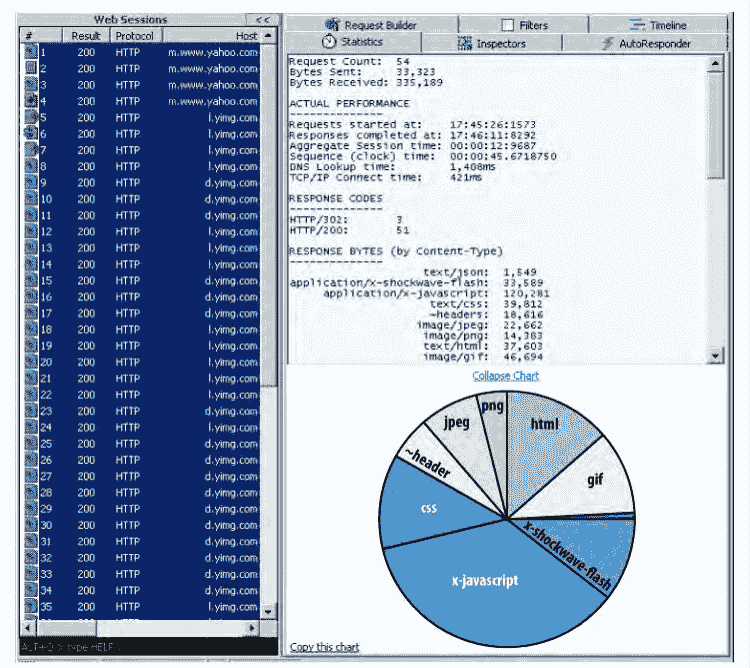 Web Sessions <<
# Result Protocol Host
1 200 HTTP m.www.yahoo.com
2 200 HTTP m.www.yahoo.com
3 200 HTTP m.www.yahoo.com
4 200 HTTP m.www.yahoo.com
5 200 HTTP l.yimg.com
6 200 HTTP l.yimg.com
7 200 HTTP l.yimg.com
8 200 HTTP l.yimg.com
9 200 HTTP d.yimg.com
10 200 HTTP d.yimg.com
11 200 HTTP d.yimg.com
12 200 HTTP l.yimg.com
13 200 HTTP l.yimg.com
14 200 HTTP l.yimg.com
15 200 HTTP d.yimg.com
16 200 HTTP d.yimg.com
17 200 HTTP d.yimg.com
18 200 HTTP l.yimg.com
19 200 HTTP l.yimg.com
20 200 HTTP l.yimg.com
21 200 HTTP l.yimg.com
22 200 HTTP l.yimg.com
23 200 HTTP d.yimg.com
24 200 HTTP l.yimg.com
25 200 HTTP d.yimg.com
26 200 HTTP d.yimg.com
27 200 HTTP d.yimg.com
28 200 HTTP d.yimg.com
29 200 HTTP d.yimg.com
30 200 HTTP d.yimg.com
31 200 HTTP d.yimg.com
32 200 HTTP d.yimg.com
33 200 HTTP d.yimg.com
34 200 HTTP d.yimg.com
35 200 HTTP l.yimg.com
ALT+Q > type HELP
Request Builder Filters Timeline
Statistics Inspectors AutoResponder
Request Count: 54
Bytes Sent: 33,323
Bytes Received: 335,189
ACTUAL PERFORMANCE
--------------
Requests started at: 17:45:26:1573
Responses completed at: 17:46:11:8292
Aggregate Session time: 00:00:12:9687
Sequence (clock) time: 00:00:45.6718750
DNS Lookup time: 1,408ms
TCP/IP Connect time: 421ms
RESPONSE CODES
--------------
HTTP/302: 3
HTTP/200: 51
RESPONSE BYTES (by Content-Type)
--------------
text/json: 1,549
application/x-shockwave-flash: 33,589
application/x-javascript: 120,281
text/css: 39,812
~headers: 18,616
image/jpeg: 22,662
image/png: 14,383
text/html: 37,603
image/gif: 46,694
Collapse Chart
png
jpeg
html
~header
gif
css
x-shockwave-flash
x-javascript
Copy this chart